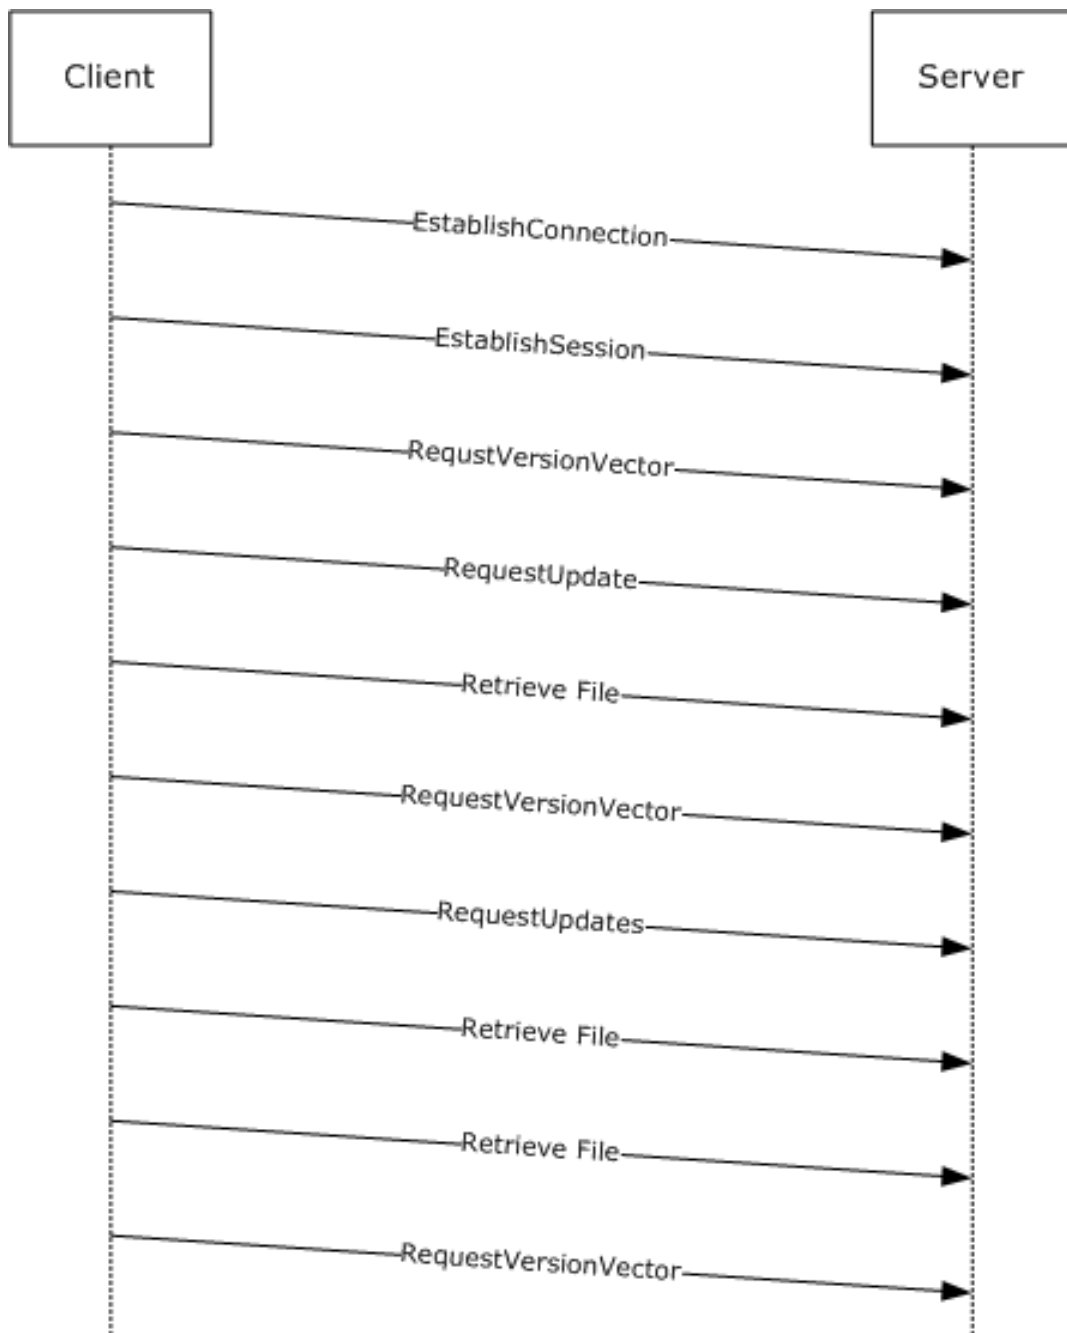 Client
Server
EstablishConnection
EstablishSession
RequstVersionVector
RequestUpdate
Retrieve File
RequestVersionVector
RequestUpdates
Retrieve File
Retrieve File
RequestVersionVector